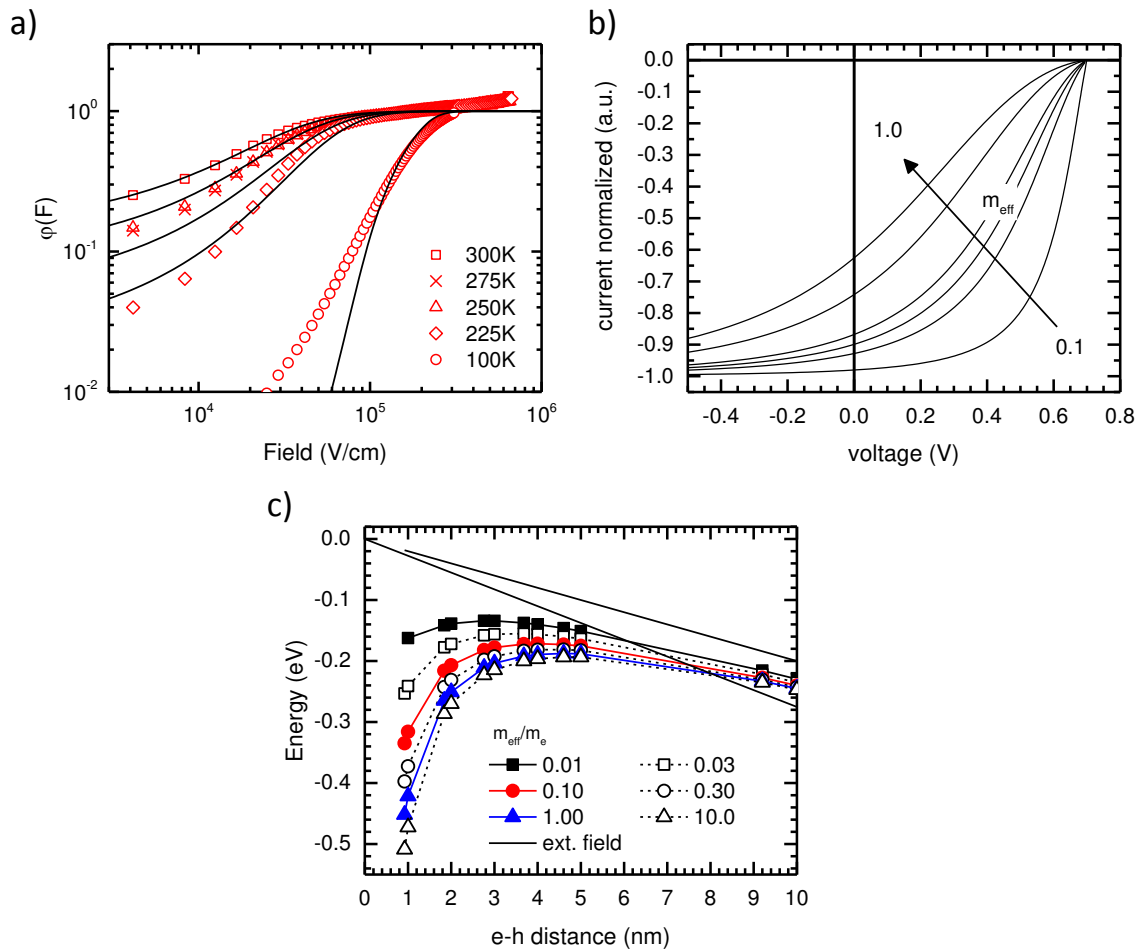 a)
φ(F)
10⁰
10⁻¹
10⁻²
300K
275K
250K
225K
100K
10⁴ 10⁵ 10⁶
Field (V/cm)
b)
current normalized (a.u.)
0.0
-0.1
-0.2
-0.3
-0.4
-0.5
-0.6
-0.7
-0.8
-0.9
-1.0
1.0
m_eff
0.1
-0.4 -0.2 0.0 0.2 0.4 0.6 0.8
voltage (V)
c)
Energy (eV)
0.0
-0.1
-0.2
-0.3
-0.4
-0.5
m_eff/m_e
0.01 0.03
0.10 0.30
1.00 10.0
ext. field
0 1 2 3 4 5 6 7 8 9 10
e-h distance (nm)